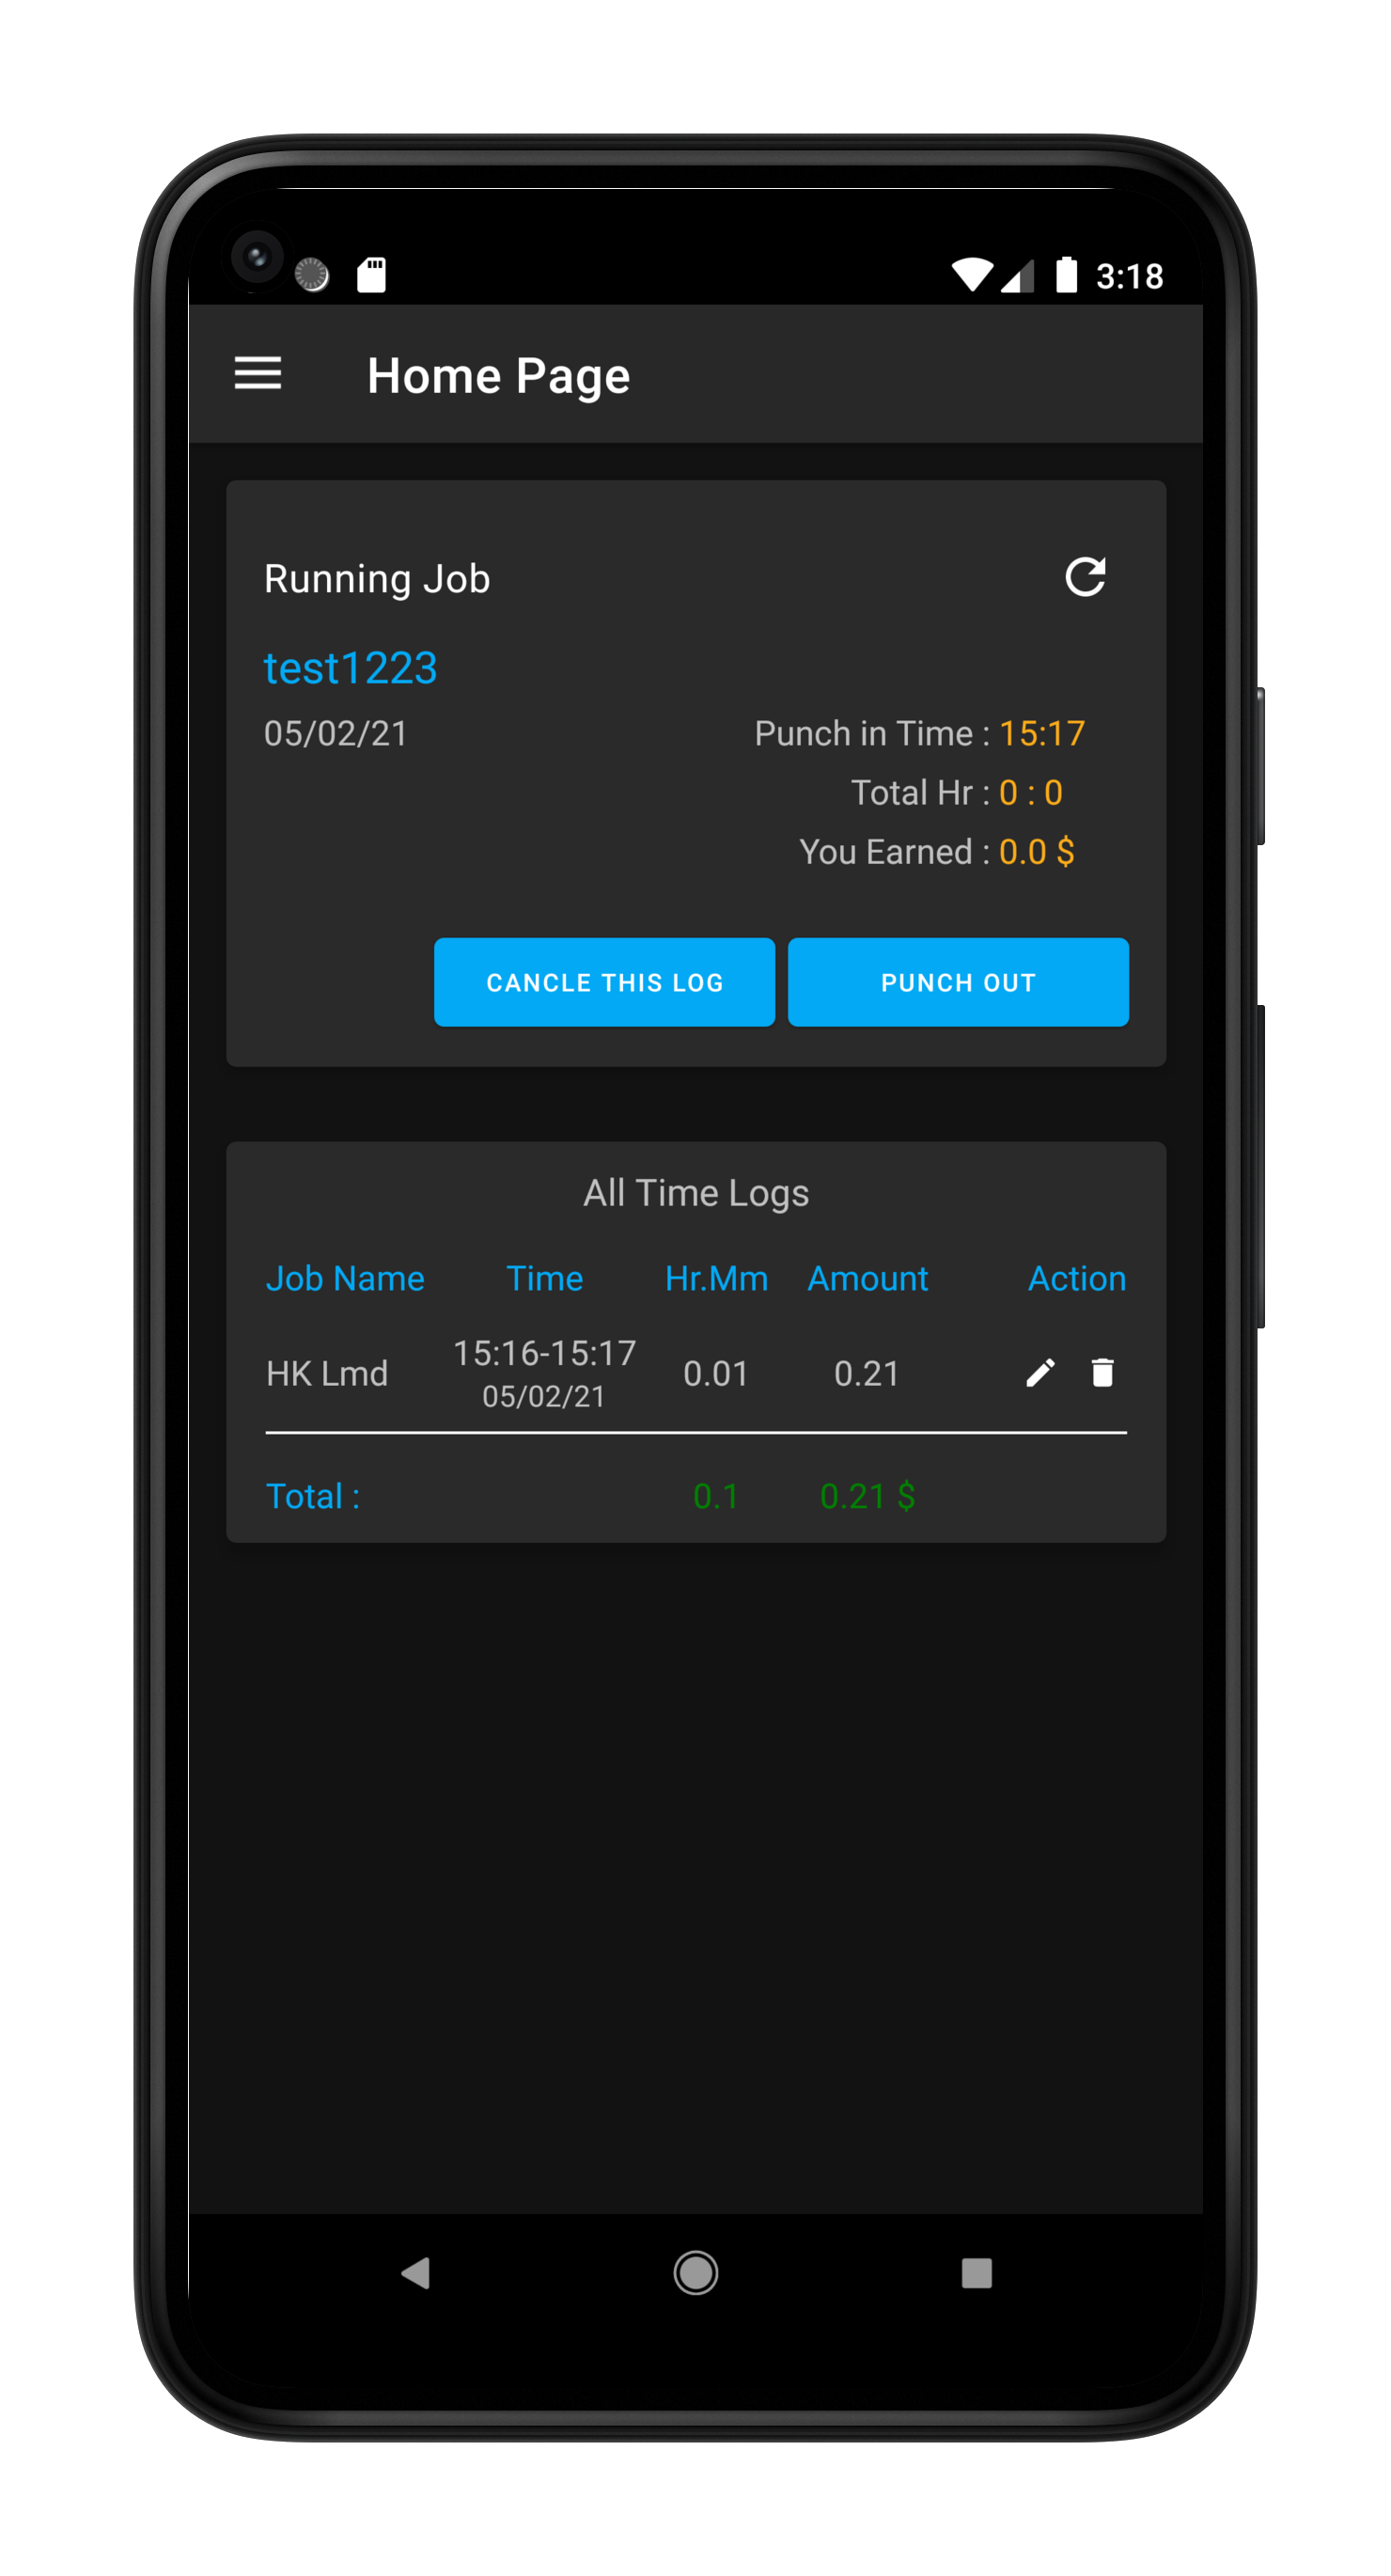 3:18
Home Page
Running Job
test1223
05/02/21 Punch in Time : 15:17
Total Hr : 0 : 0
You Earned : 0.0 $
CANCLE THIS LOG PUNCH OUT
All Time Logs
Job Name Time Hr.Mm Amount Action
HK Lmd 15:16-15:17 0.01 0.21
05/02/21
Total : 0.1 0.21 $